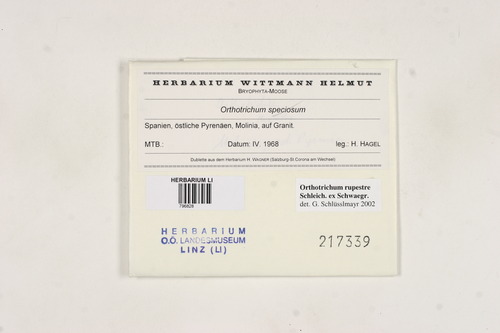 HERBARIUM WITTMANN HELMUT
BRYOPHYTA-MOOSE
Orthotrichum speciosum
Spanien, östliche Pyrenäen, Molinia, auf Granit.
MTB.: Datum: IV. 1968 leg.: H. HAGEL
Dublette aus dem Herbarium H. WAGNER (Salzburg-St Corona am Wechsel)
HERBARIUM LI
Orthotrichum rupestre
Schleich. ex Schwaegr.
det. G. Schlüsslmayr 2002
HERBARIUM
O.Ö. LANDESMUSEUM
LINZ (LI)
217339